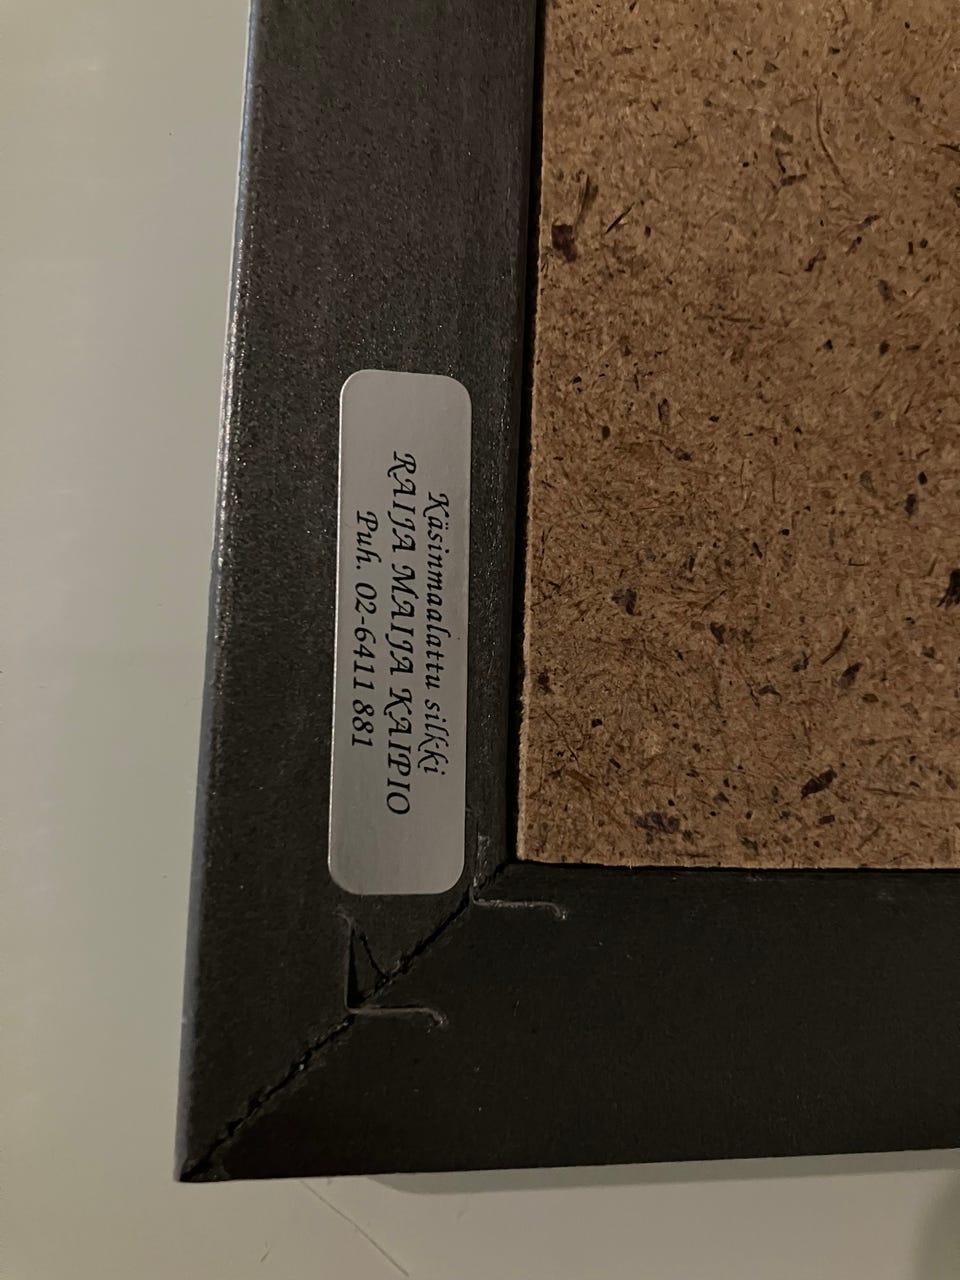 Käsinmaalattu silkki
RAIJA MAIJA KAIPIO
Puh. 02-6411 881